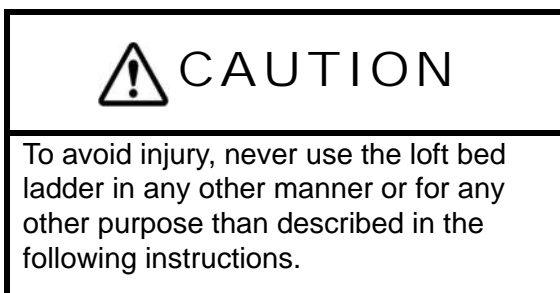 CAUTION
To avoid injury, never use the loft bed
ladder in any other manner or for any
other purpose than described in the
following instructions.